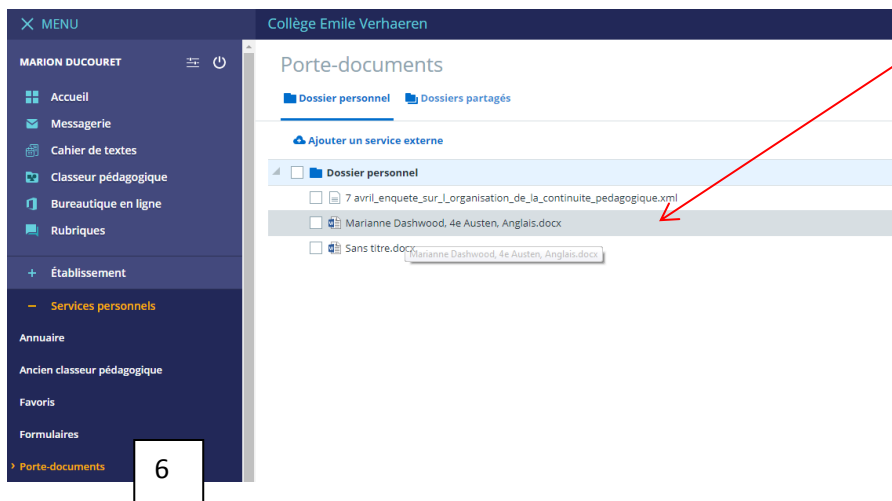 MENU
Collège Emile Verhaeren
MARION DUCOURET
Accueil
Messagerie
Cahier de textes
Classeur pédagogique
Bureautique en ligne
Rubriques
+ Établissement
− Services personnels
Annuaire
Ancien classeur pédagogique
Favoris
Formulaires
Porte-documents
6
Porte-documents
Dossier personnel
Dossiers partagés
Ajouter un service externe
Dossier personnel
7 avril_enquete_sur_l_organisation_de_la_continuite_pedagogique.xml
Marianne Dashwood, 4e Austen, Anglais.docx
Sans titre.docx
Marianne Dashwood, 4e Austen, Anglais.docx